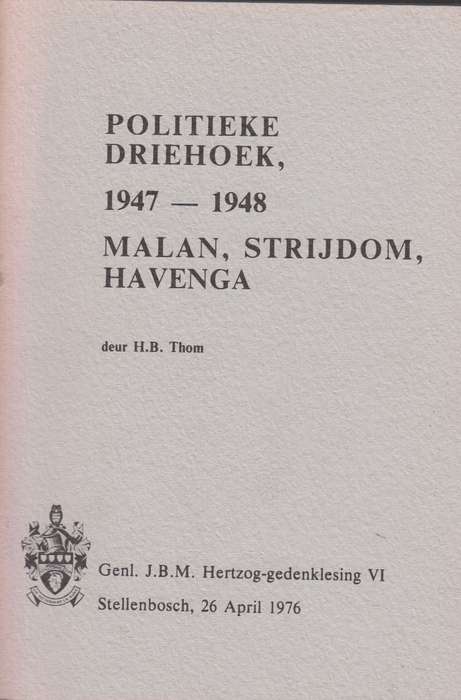 POLITIEKE
DRIEHOEK,
1947 — 1948
MALAN, STRIJDOM,
HAVENGA
deur H.B. Thom
Genl. J.B.M. Hertzog-gedenklesing VI
Stellenbosch, 26 April 1976